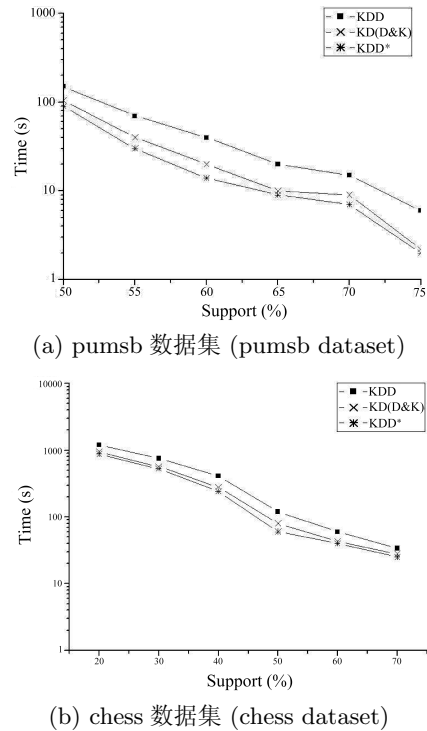 1000
100
10
1
Time (s)
KDD
KD(D&K)
KDD*
50 55 60 65 70 75
Support (%)
(a) pumsb 数据集 (pumsb dataset)
10000
1000
100
10
1
Time (s)
KDD
KD(D&K)
KDD*
20 30 40 50 60 70
Support (%)
(b) chess 数据集 (chess dataset)